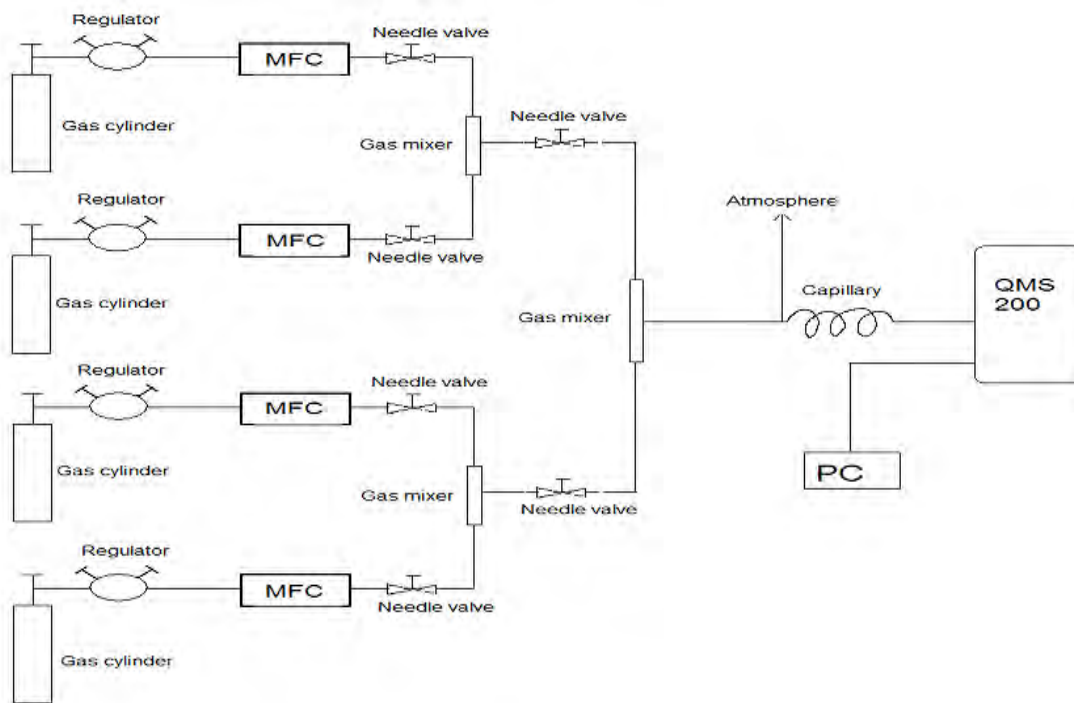 Regulator
Needle valve
MFC
Gas cylinder
Needle valve
Gas mixer
Regulator
Atmosphere
MFC
Needle valve
Gas cylinder
QMS
200
Capillary
Gas mixer
Regulator
Needle valve
MFC
Gas cylinder
PC
Gas mixer
Needle valve
Regulator
MFC
Needle valve
Gas cylinder